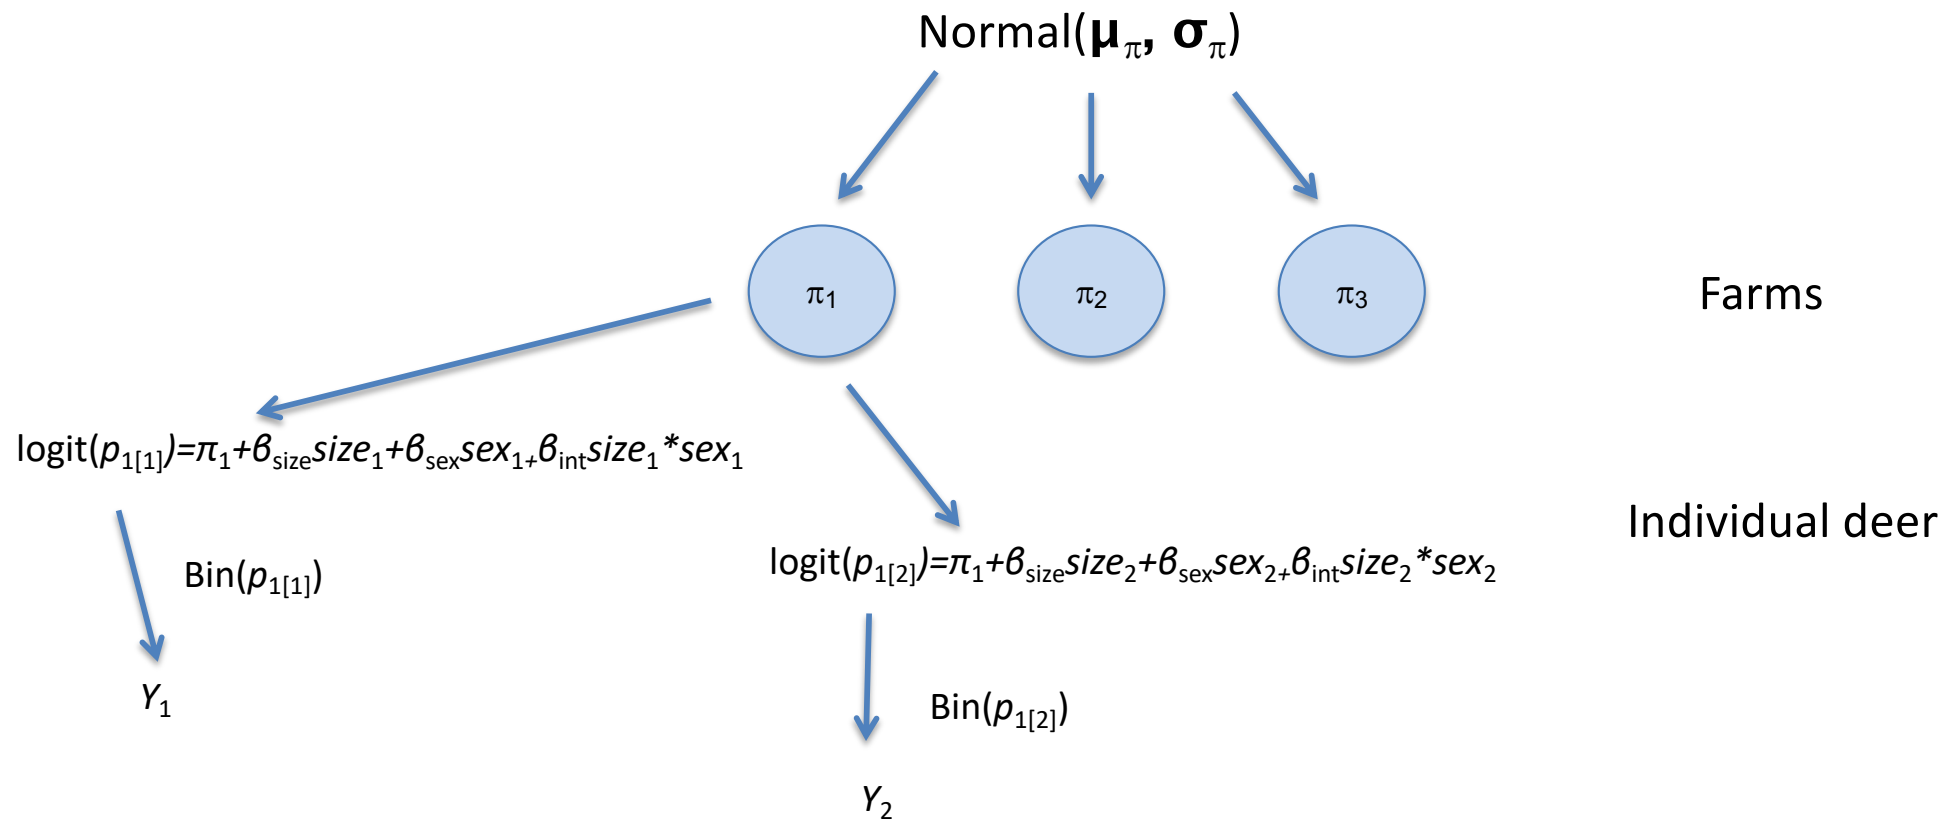 Normal(μπ, σπ)
π1 π2 π3 Farms
logit(p1[1])=π1+βsizesize1+βsexsex1+βintsize1*sex1
Individual deer
logit(p1[2])=π1+βsizesize2+βsexsex2+βintsize2*sex2
Bin(p1[1])
Y1
Bin(p1[2])
Y2